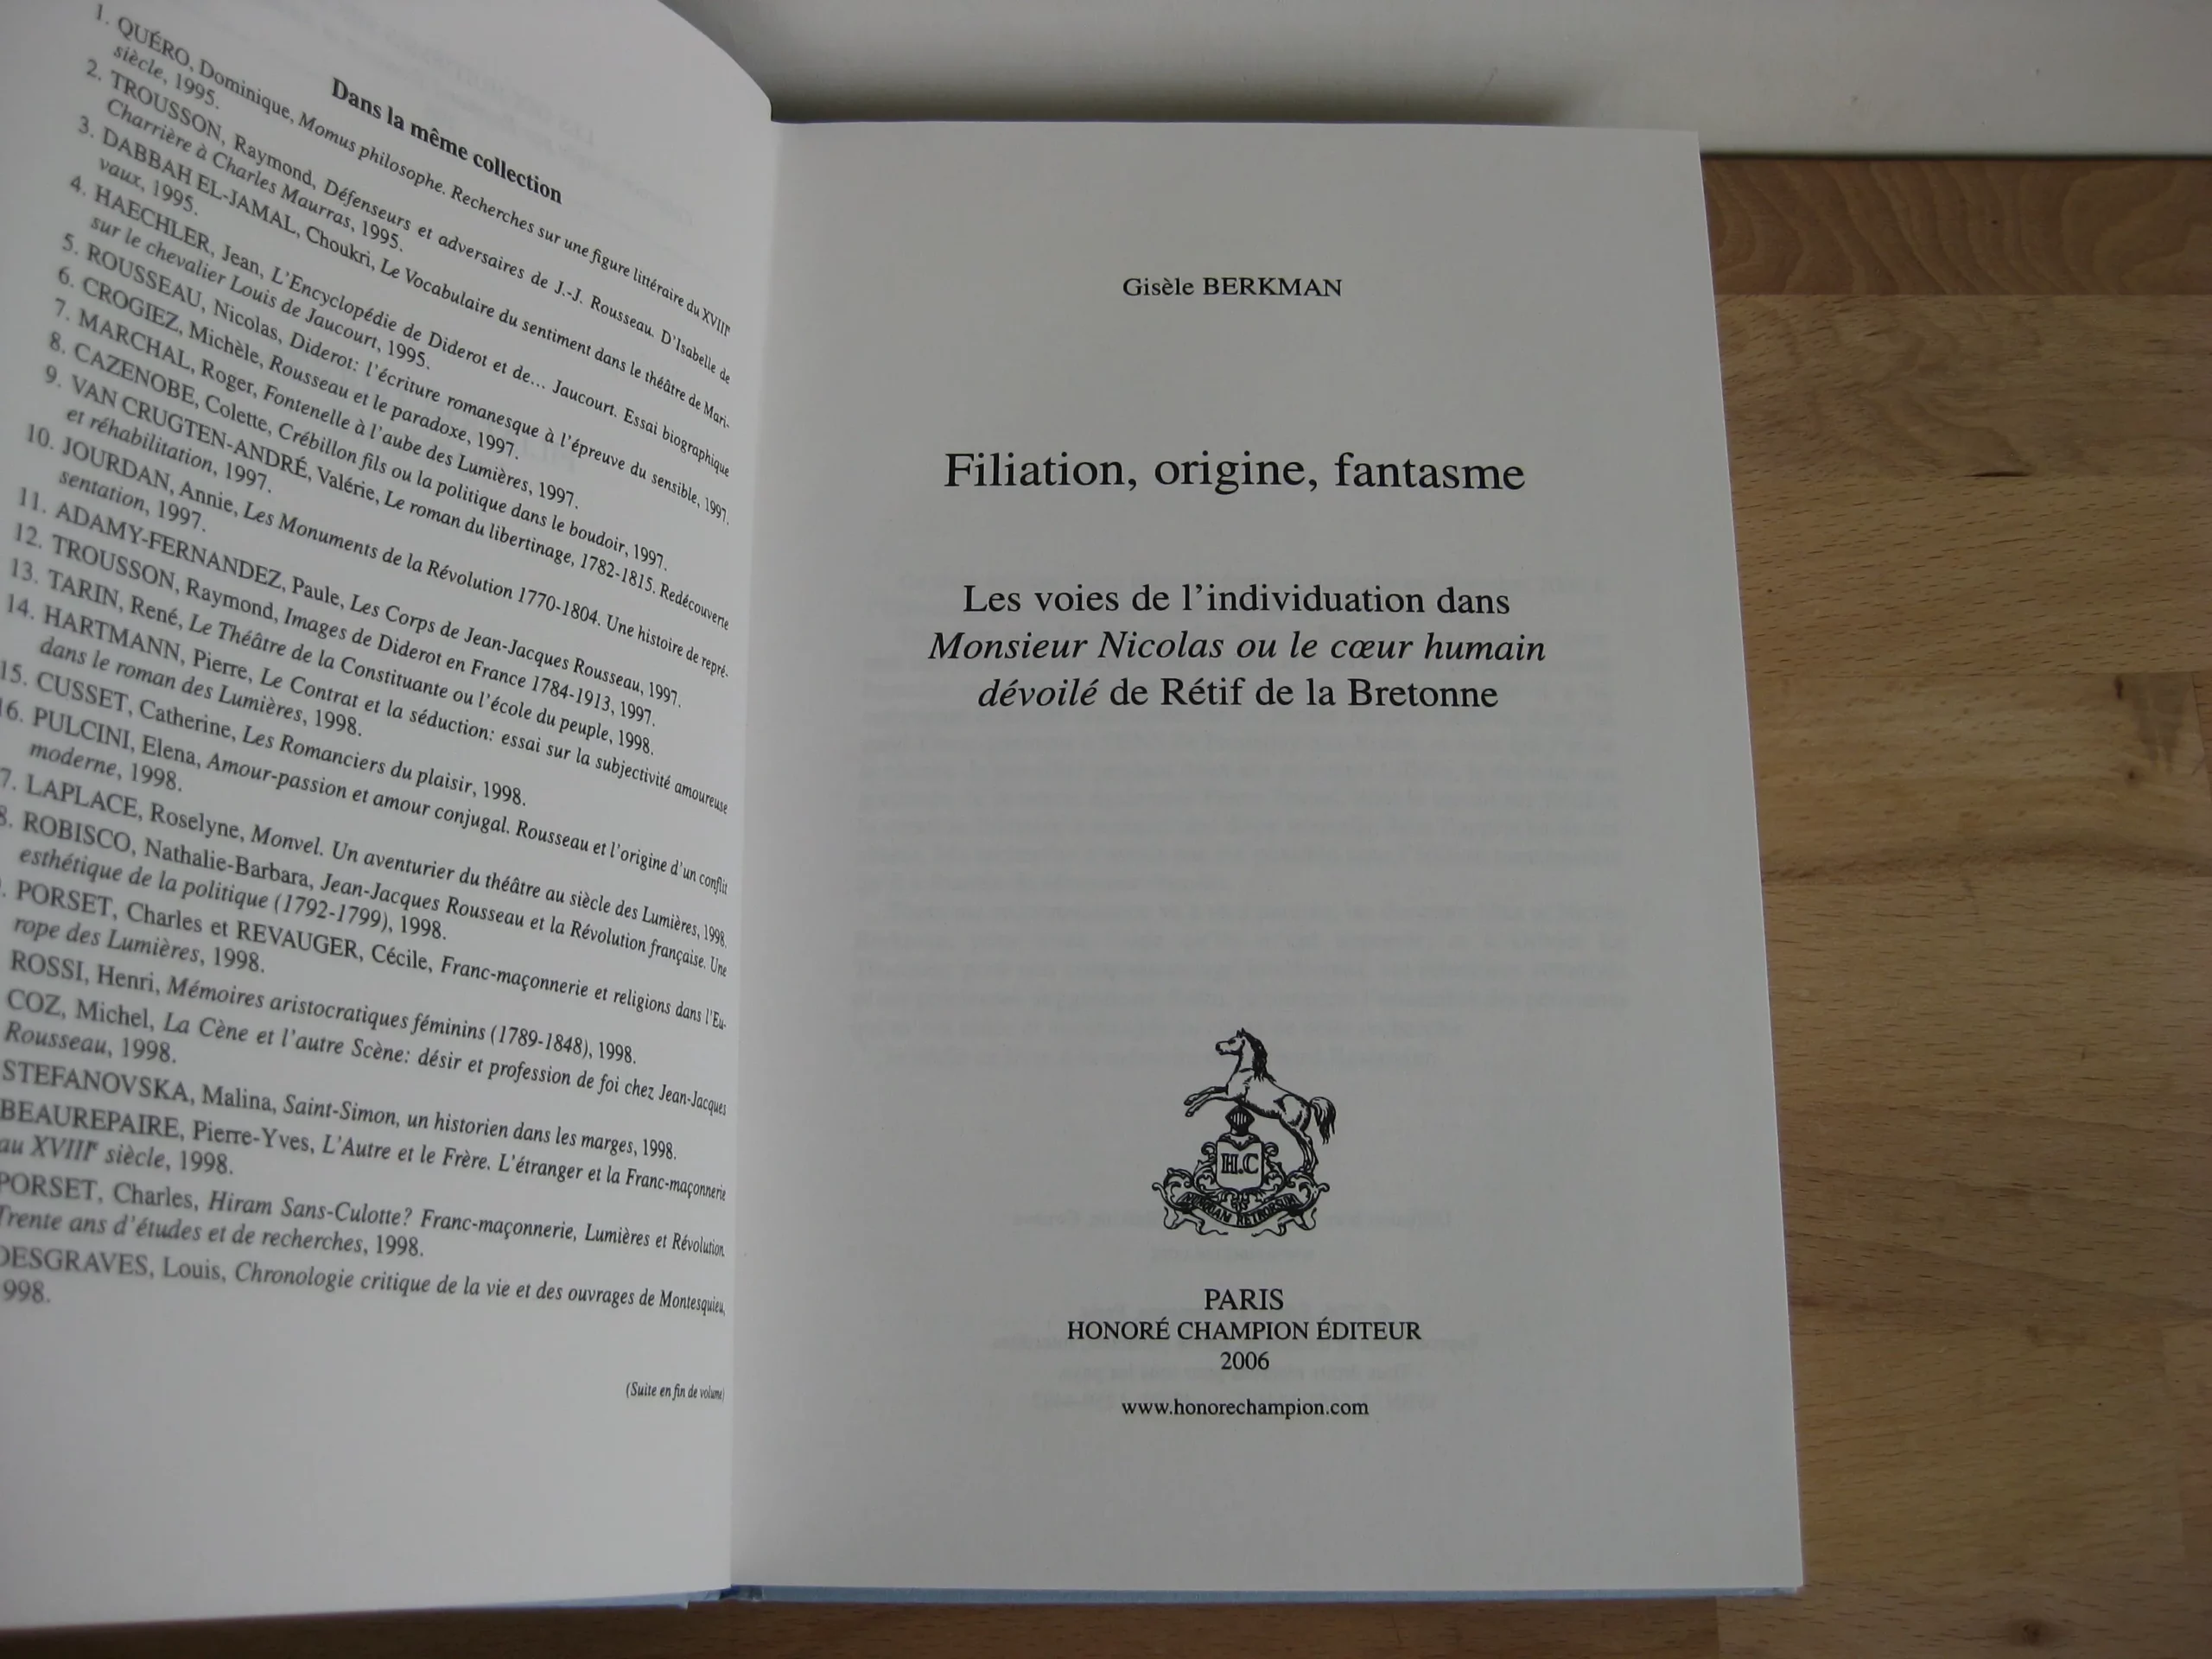 Dans la même collection
1. QUÉRO, Dominique, Momus philosophe. Recherches sur une figure littéraire du XVIIIe
siècle, 1995.
2. TROUSSON, Raymond, Défenseurs et adversaires de J.-J. Rousseau. D'Isabelle de
Charrière à Charles Maurras, 1995.
3. DABBAH EL-JAMAL, Choukri, Le Vocabulaire du sentiment dans le théâtre de Mari-
vaux, 1995.
4. HAECHLER, Jean, L'Encyclopédie de Diderot et de... Jaucourt. Essai biographique
sur le chevalier Louis de Jaucourt, 1995.
5. ROUSSEAU, Nicolas, Diderot: l'écriture romanesque à l'épreuve du sensible, 1997.
6. CROGIEZ, Michèle, Rousseau et le paradoxe, 1997.
7. MARCHAL, Roger, Fontenelle à l'aube des Lumières, 1997.
8. CAZENOBE, Colette, Crébillon fils ou la politique dans le boudoir, 1997.
9. VAN CRUGTEN-ANDRÉ, Valérie, Le roman du libertinage, 1782-1815. Redécouverte
et réhabilitation, 1997.
10. JOURDAN, Annie, Les Monuments de la Révolution 1770-1804. Une histoire de repré-
sentation, 1997.
11. ADAMY-FERNANDEZ, Paule, Les Corps de Jean-Jacques Rousseau, 1997.
12. TROUSSON, Raymond, Images de Diderot en France 1784-1913, 1997.
13. TARIN, René, Le Théâtre de la Constituante ou l'école du peuple, 1998.
14. HARTMANN, Pierre, Le Contrat et la séduction: essai sur la subjectivité amoureuse
dans le roman des Lumières, 1998.
15. CUSSET, Catherine, Les Romanciers du plaisir, 1998.
16. PULCINI, Elena, Amour-passion et amour conjugal. Rousseau et l'origine d'un conflit
moderne, 1998.
7. LAPLACE, Roselyne, Monvel. Un aventurier du théâtre au siècle des Lumières, 1998.
8. ROBISCO, Nathalie-Barbara, Jean-Jacques Rousseau et la Révolution française. Une
esthétique de la politique (1792-1799), 1998.
. PORSET, Charles et REVAUGER, Cécile, Franc-maçonnerie et religions dans l'Eu-
rope des Lumières, 1998.
ROSSI, Henri, Mémoires aristocratiques féminins (1789-1848), 1998.
COZ, Michel, La Cène et l'autre Scène: désir et profession de foi chez Jean-Jacques
Rousseau, 1998.
STEFANOVSKA, Malina, Saint-Simon, un historien dans les marges, 1998.
BEAUREPAIRE, Pierre-Yves, L'Autre et le Frère. L'étranger et la Franc-maçonnerie
au XVIIIe siècle, 1998.
PORSET, Charles, Hiram Sans-Culotte? Franc-maçonnerie, Lumières et Révolution.
Trente ans d'études et de recherches, 1998.
DESGRAVES, Louis, Chronologie critique de la vie et des ouvrages de Montesquieu,
998.
(Suite en fin de volume)
Gisèle BERKMAN
Filiation, origine, fantasme
Les voies de l'individuation dans
Monsieur Nicolas ou le cœur humain
dévoilé de Rétif de la Bretonne
H.C
NUNQUAM RETRORSUM
PARIS
HONORÉ CHAMPION ÉDITEUR
2006
www.honorechampion.com